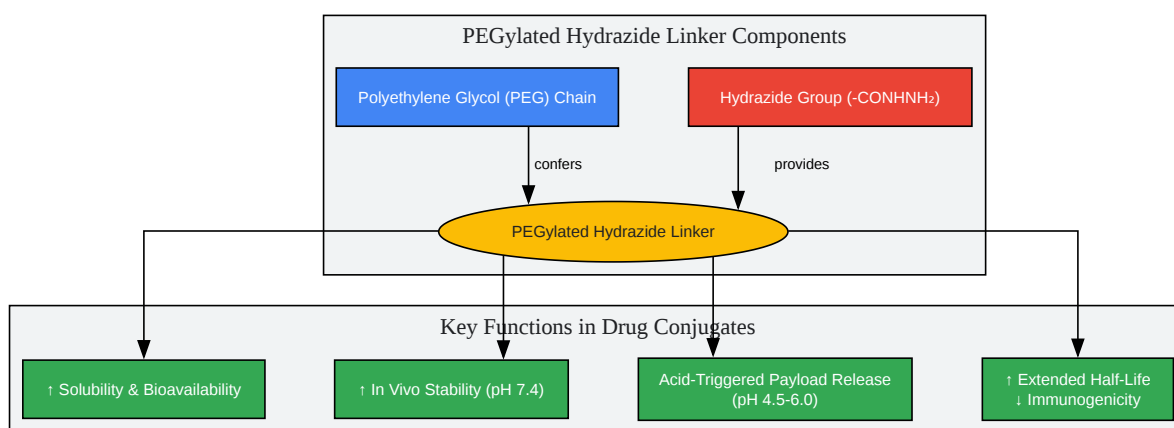 PEGylated Hydrazide Linker Components
Polyethylene Glycol (PEG) Chain
Hydrazide Group (-CONHNH₂)
confers
provides
PEGylated Hydrazide Linker
Key Functions in Drug Conjugates
↑ Solubility & Bioavailability
↑ In Vivo Stability (pH 7.4)
Acid-Triggered Payload Release
(pH 4.5-6.0)
↑ Extended Half-Life
↓ Immunogenicity